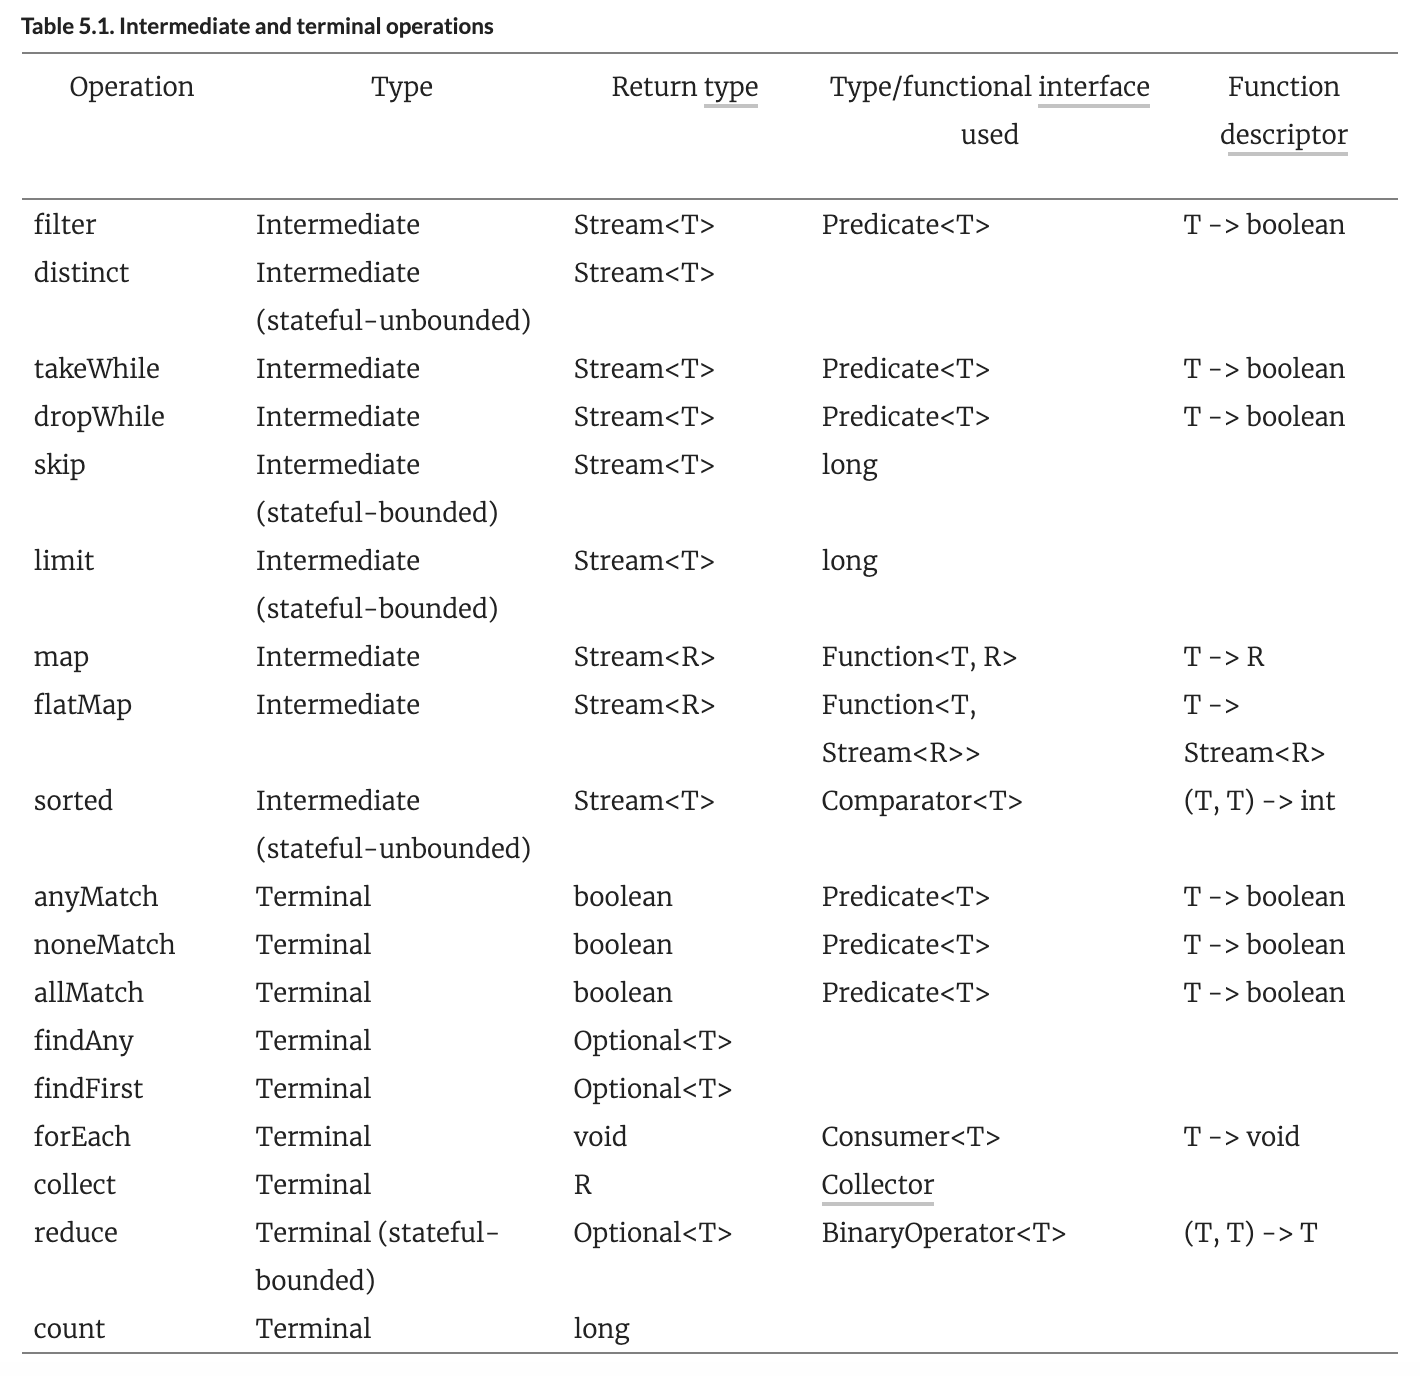 Table 5.1. Intermediate and terminal operations
Operation Type Return type Type/functional interface Function
used descriptor
filter Intermediate Stream<T> Predicate<T> T -> boolean
distinct Intermediate Stream<T>
(stateful-unbounded)
takeWhile Intermediate Stream<T> Predicate<T> T -> boolean
dropWhile Intermediate Stream<T> Predicate<T> T -> boolean
skip Intermediate Stream<T> long
(stateful-bounded)
limit Intermediate Stream<T> long
(stateful-bounded)
map Intermediate Stream<R> Function<T, R> T -> R
flatMap Intermediate Stream<R> Function<T, T ->
Stream<R>> Stream<R>
sorted Intermediate Stream<T> Comparator<T> (T, T) -> int
(stateful-unbounded)
anyMatch Terminal boolean Predicate<T> T -> boolean
noneMatch Terminal boolean Predicate<T> T -> boolean
allMatch Terminal boolean Predicate<T> T -> boolean
findAny Terminal Optional<T>
findFirst Terminal Optional<T>
forEach Terminal void Consumer<T> T -> void
collect Terminal R Collector
reduce Terminal (stateful- Optional<T> BinaryOperator<T> (T, T) -> T
bounded)
count Terminal long